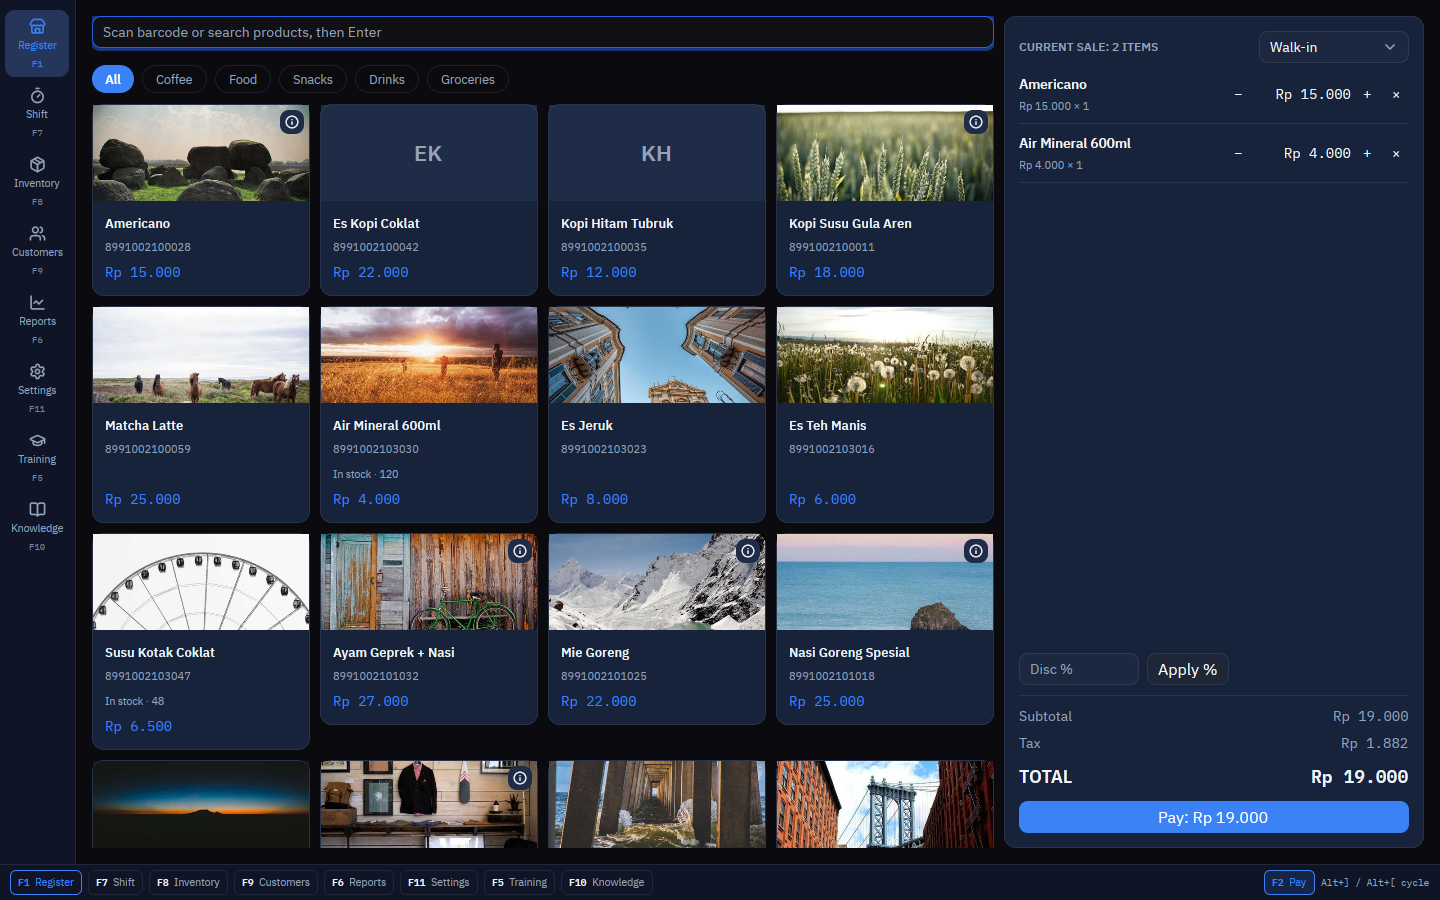 Register
F1
Shift
F7
Inventory
F8
Customers
F9
Reports
F6
Settings
F11
Training
F5
Knowledge
F10
Scan barcode or search products, then Enter
All
Coffee
Food
Snacks
Drinks
Groceries
Americano
8991002100028
Rp 15.000
EK
Es Kopi Coklat
8991002100042
Rp 22.000
KH
Kopi Hitam Tubruk
8991002100035
Rp 12.000
Kopi Susu Gula Aren
8991002100011
Rp 18.000
Matcha Latte
8991002100059
Rp 25.000
Air Mineral 600ml
8991002103030
In stock · 120
Rp 4.000
Es Jeruk
8991002103023
Rp 8.000
Es Teh Manis
8991002103016
Rp 6.000
Susu Kotak Coklat
8991002103047
In stock · 48
Rp 6.500
Ayam Geprek + Nasi
8991002101032
Rp 27.000
Mie Goreng
8991002101025
Rp 22.000
Nasi Goreng Spesial
8991002101018
Rp 25.000
CURRENT SALE: 2 ITEMS
Walk-in
Americano
Rp 15.000 × 1
− Rp 15.000 + ×
Air Mineral 600ml
Rp 4.000 × 1
− Rp 4.000 + ×
Disc %
Apply %
Subtotal Rp 19.000
Tax Rp 1.882
TOTAL Rp 19.000
Pay: Rp 19.000
F1 Register
F7 Shift
F8 Inventory
F9 Customers
F6 Reports
F11 Settings
F5 Training
F10 Knowledge
F2 Pay
Alt+] / Alt+[ cycle